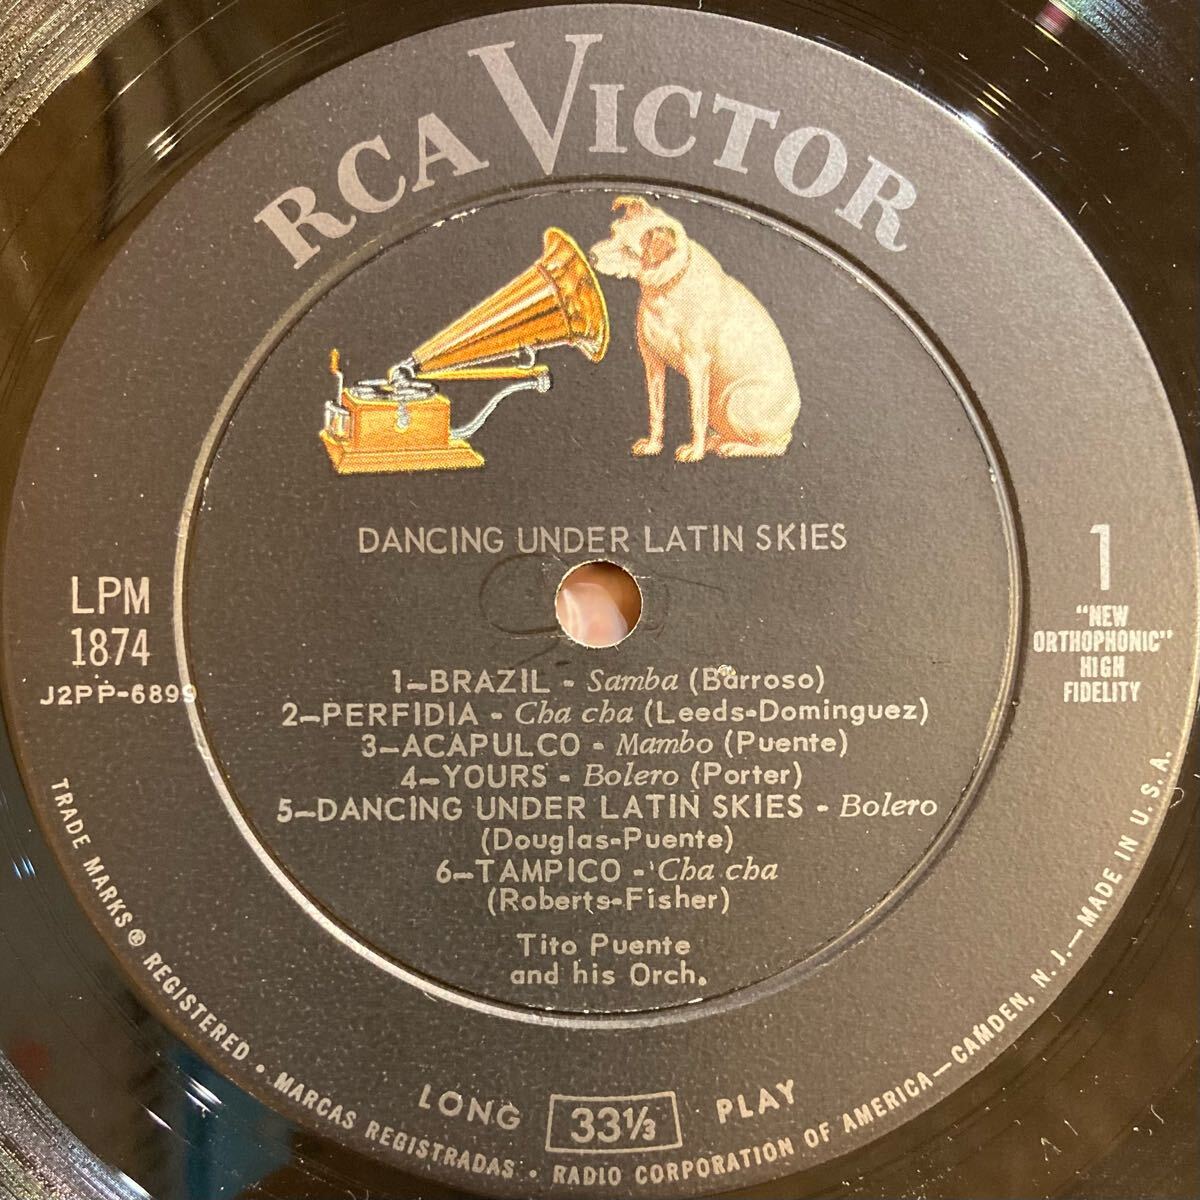 RCA VICTOR
DANCING UNDER LATIN SKIES
LPM
1874
J2PP-6899
1
"NEW
ORTHOPHONIC"
HIGH
FIDELITY
1–BRAZIL - Samba (Barroso)
2–PERFIDIA - Cha cha (Leeds-Dominguez)
3–ACAPULCO - Mambo (Puente)
4–YOURS - Bolero (Porter)
5–DANCING UNDER LATIN SKIES - Bolero
(Douglas-Puente)
6–TAMPICO - Cha cha
(Roberts-Fisher)
Tito Puente
and his Orch.
LONG 33⅓ PLAY
TRADE MARKS ® REGISTERED • MARCAS REGISTRADAS • RADIO CORPORATION OF AMERICA—CAMDEN, N. J.—MADE IN U. S. A.